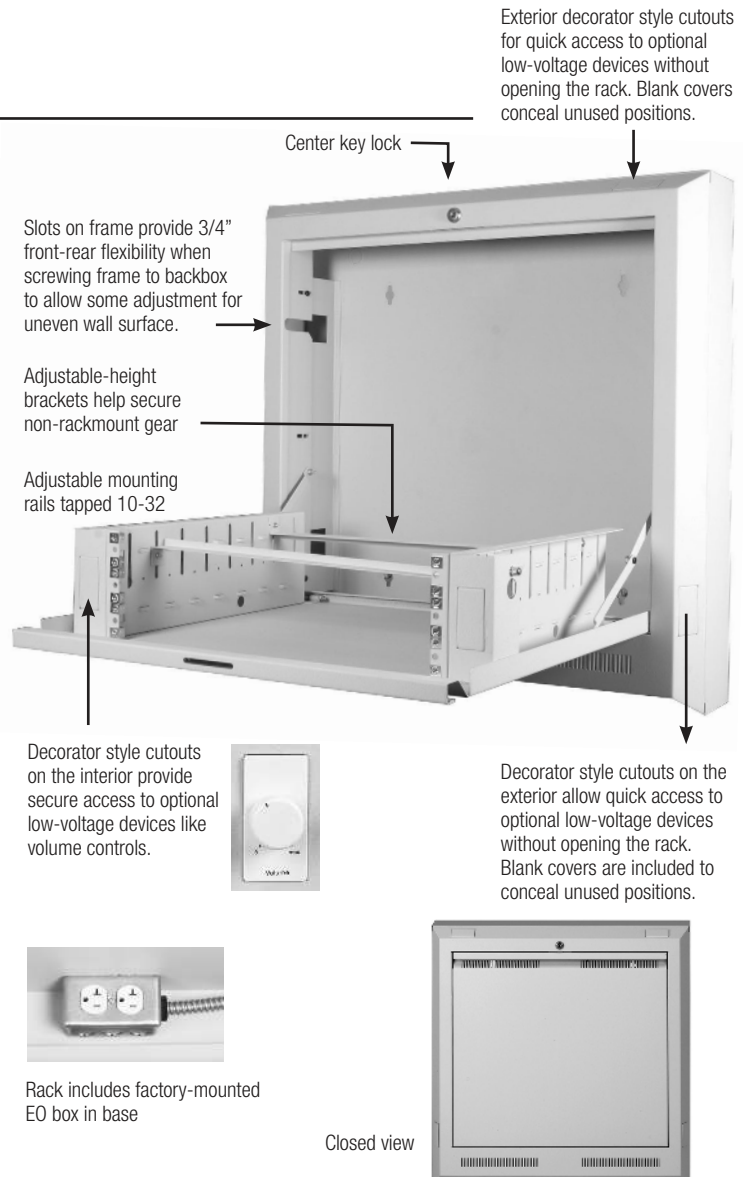 Exterior decorator style cutouts
for quick access to optional
low-voltage devices without
opening the rack. Blank covers
conceal unused positions.
Center key lock
Slots on frame provide 3/4”
front-rear flexibility when
screwing frame to backbox
to allow some adjustment for
uneven wall surface.
Adjustable-height
brackets help secure
non-rackmount gear
Adjustable mounting
rails tapped 10-32
Decorator style cutouts
on the interior provide
secure access to optional
low-voltage devices like
volume controls.
Volume
Decorator style cutouts on the
exterior allow quick access to
optional low-voltage devices
without opening the rack.
Blank covers are included to
conceal unused positions.
Rack includes factory-mounted
EO box in base
Closed view